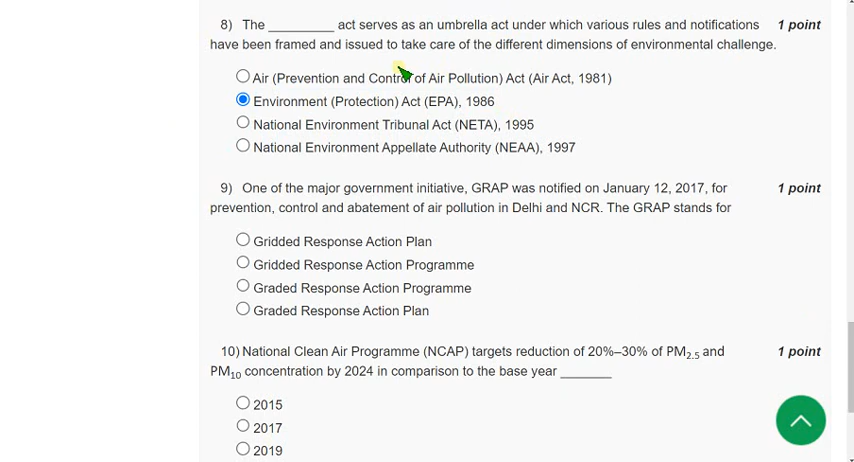 8) The _________ act serves as an umbrella act under which various rules and notifications 1 point
have been framed and issued to take care of the different dimensions of environmental challenge.
Air (Prevention and Control of Air Pollution) Act (Air Act, 1981)
Environment (Protection) Act (EPA), 1986
National Environment Tribunal Act (NETA), 1995
National Environment Appellate Authority (NEAA), 1997
9) One of the major government initiative, GRAP was notified on January 12, 2017, for 1 point
prevention, control and abatement of air pollution in Delhi and NCR. The GRAP stands for
Gridded Response Action Plan
Gridded Response Action Programme
Graded Response Action Programme
Graded Response Action Plan
10) National Clean Air Programme (NCAP) targets reduction of 20%–30% of PM2.5 and 1 point
PM10 concentration by 2024 in comparison to the base year _______
2015
2017
2019